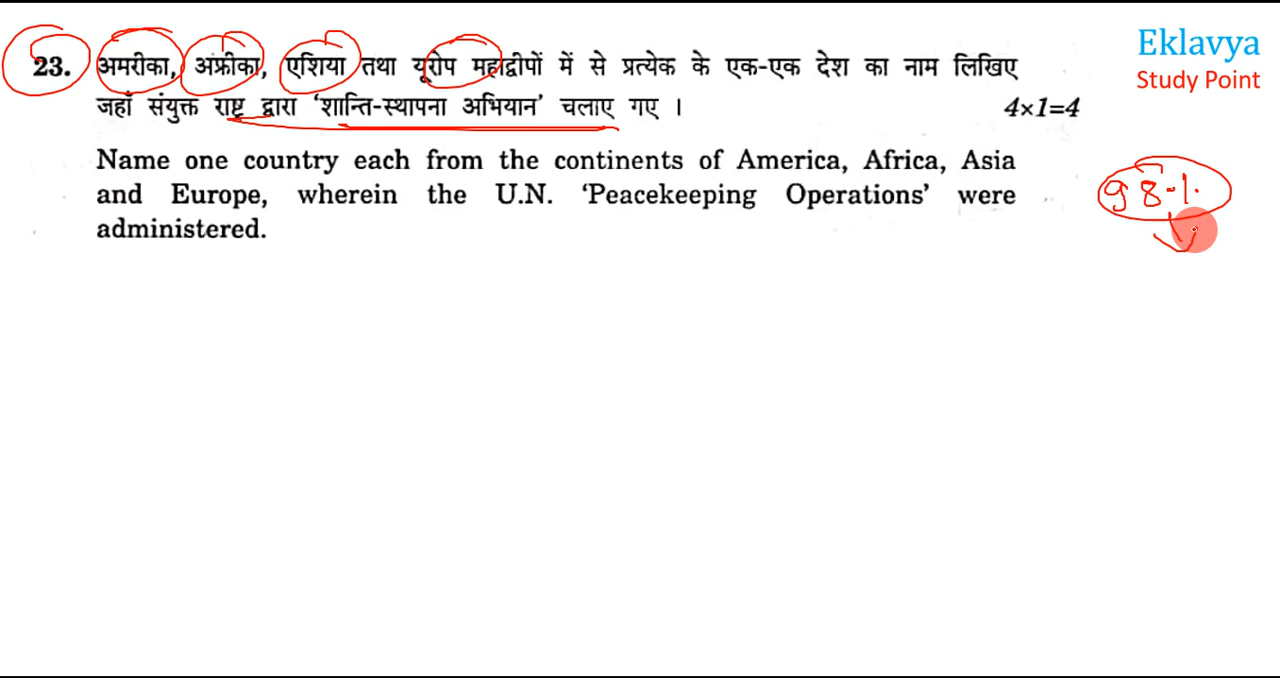 Eklavya
Study Point
23. अमरीका, अफ्रीका, एशिया तथा यूरोप महाद्वीपों में से प्रत्येक के एक-एक देश का नाम लिखिए
जहाँ संयुक्त राष्ट्र द्वारा ‘शान्ति-स्थापना अभियान’ चलाए गए । 4×1=4
Name one country each from the continents of America, Africa, Asia
and Europe, wherein the U.N. ‘Peacekeeping Operations’ were
administered.
98%